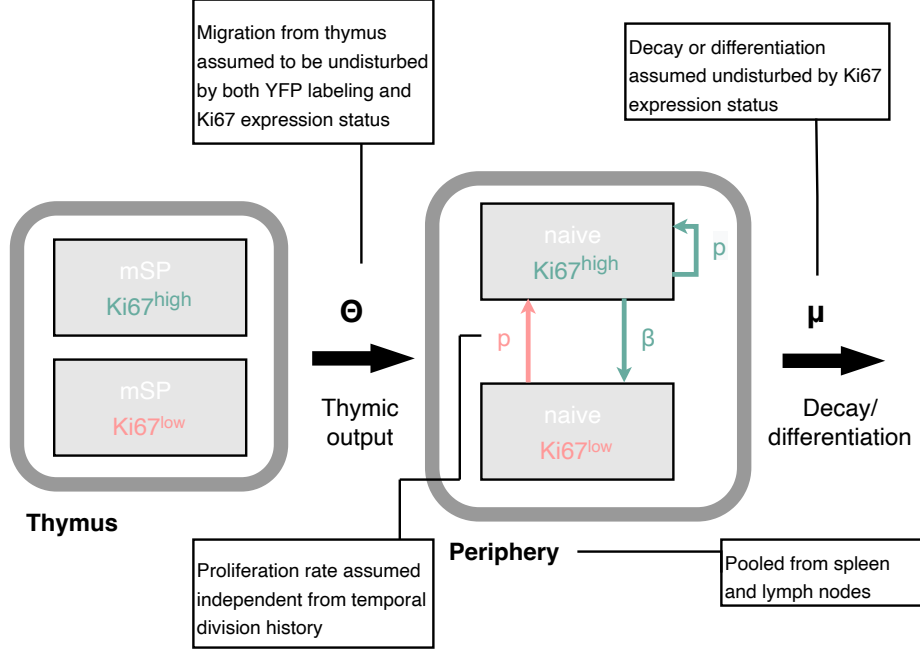 Migration from thymus
assumed to be undisturbed
by both YFP labeling and
Ki67 expression status
Decay or differentiation
assumed undisturbed by Ki67
expression status
mSP
Ki67high
mSP
Ki67low
Thymus
Θ
Thymic
output
naive
Ki67high
p
p
β
naive
Ki67low
Periphery
μ
Decay/
differentiation
Proliferation rate assumed
independent from temporal
division history
Pooled from spleen
and lymph nodes